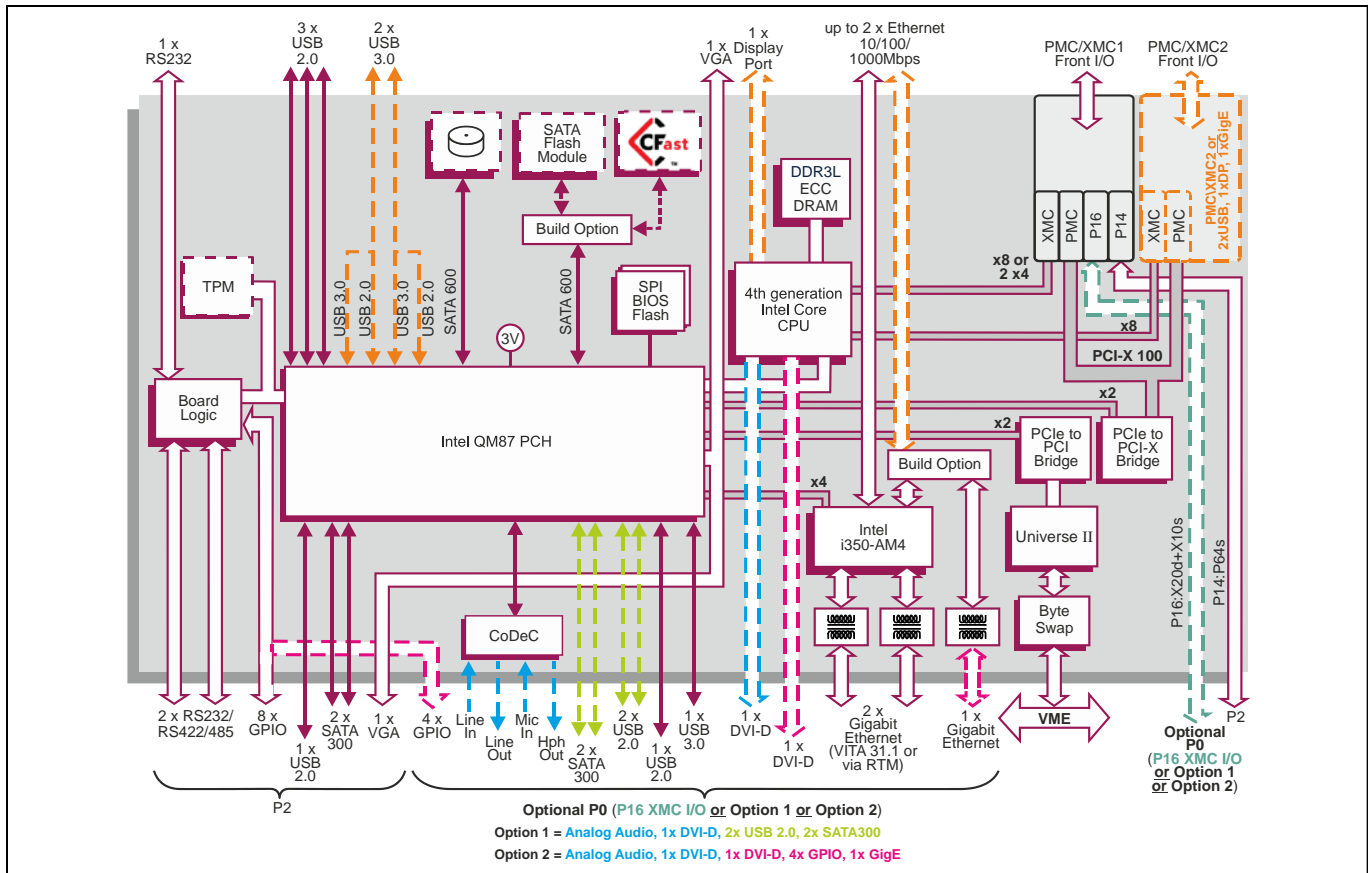 1 x
RS232
3 x
USB
2.0
2 x
USB
3.0
1 x
VGA
1 x
Display
Port
up to 2 x Ethernet
10/100/
1000Mbps
PMC/XMC1
Front I/O
PMC/XMC2
Front I/O
SATA
Flash
Module
CFast
TM
DDR3L
ECC
DRAM
PMC\XMC2 or
2xUSB, 1xDP, 1xGigE
XMC
PMC
P16
P14
XMC
PMC
Build Option
TPM
USB 3.0
USB 2.0
USB 3.0
USB 2.0
SATA 600
SATA 600
SPI
BIOS
Flash
4th generation
Intel Core
CPU
x8 or
2 x4
x8
3V
PCI-X 100
Board
Logic
Intel QM87 PCH
x2
x2
PCIe to
PCI
Bridge
PCIe to
PCI-X
Bridge
Build Option
x4
Intel
i350-AM4
Universe II
P16:X20d+X10s
P14:P64s
CoDeC
Byte
Swap
2 x RS232/
RS422/485
8 x
GPIO
1 x
USB
2.0
2 x
SATA
300
1 x
VGA
4 x
GPIO
Line
In
Line
Out
Mic
In
Hph
Out
2 x
SATA
300
2 x
USB
2.0
1 x
USB
2.0
1 x
USB
3.0
1 x
DVI-D
1 x
DVI-D
2 x
Gigabit
Ethernet
(VITA 31.1 or
via RTM)
1 x
Gigabit
Ethernet
VME
Optional
P0
(P16 XMC I/O
or Option 1
or Option 2)
P2
P2
Optional P0 (P16 XMC I/O or Option 1 or Option 2)
Option 1 = Analog Audio, 1x DVI-D, 2x USB 2.0, 2x SATA300
Option 2 = Analog Audio, 1x DVI-D, 1x DVI-D, 4x GPIO, 1x GigE